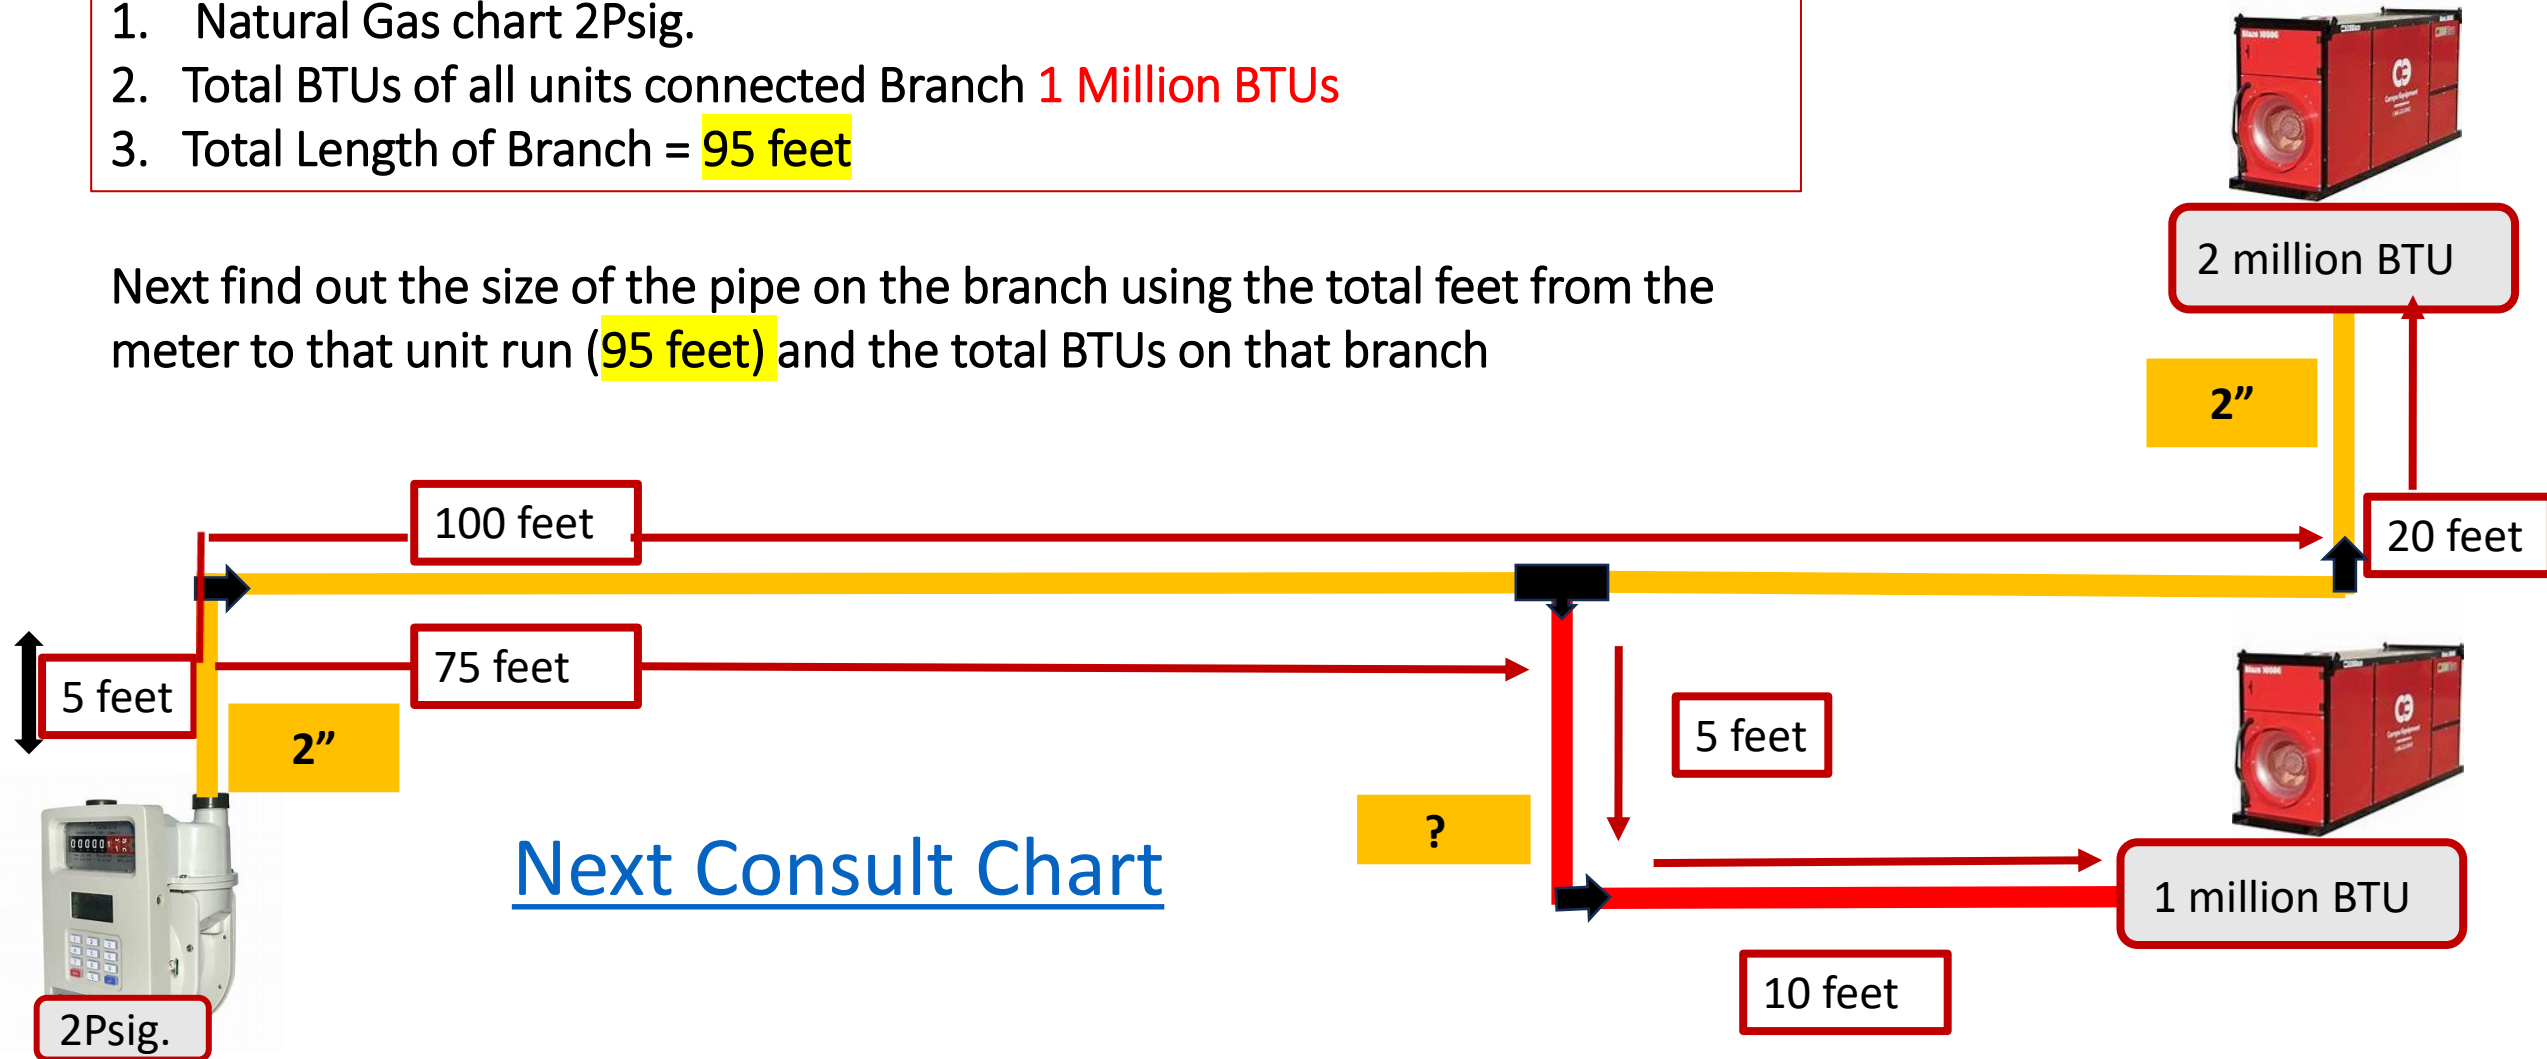 1. Natural Gas chart 2Psig.
2. Total BTUs of all units connected Branch 1 Million BTUs
3. Total Length of Branch = 95 feet
Next find out the size of the pipe on the branch using the total feet from the
meter to that unit run (95 feet) and the total BTUs on that branch
2 million BTU
2”
100 feet
20 feet
75 feet
5 feet
2”
5 feet
?
Next Consult Chart
1 million BTU
10 feet
2Psig.